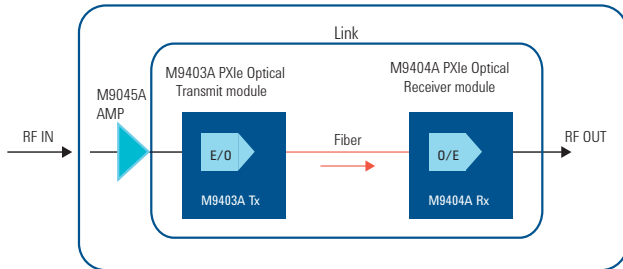 Link
M9403A PXIe Optical
Transmit module
M9404A PXIe Optical
Receiver module
M9045A
AMP
RF IN
E/O
Fiber
O/E
RF OUT
M9403A Tx
M9404A Rx